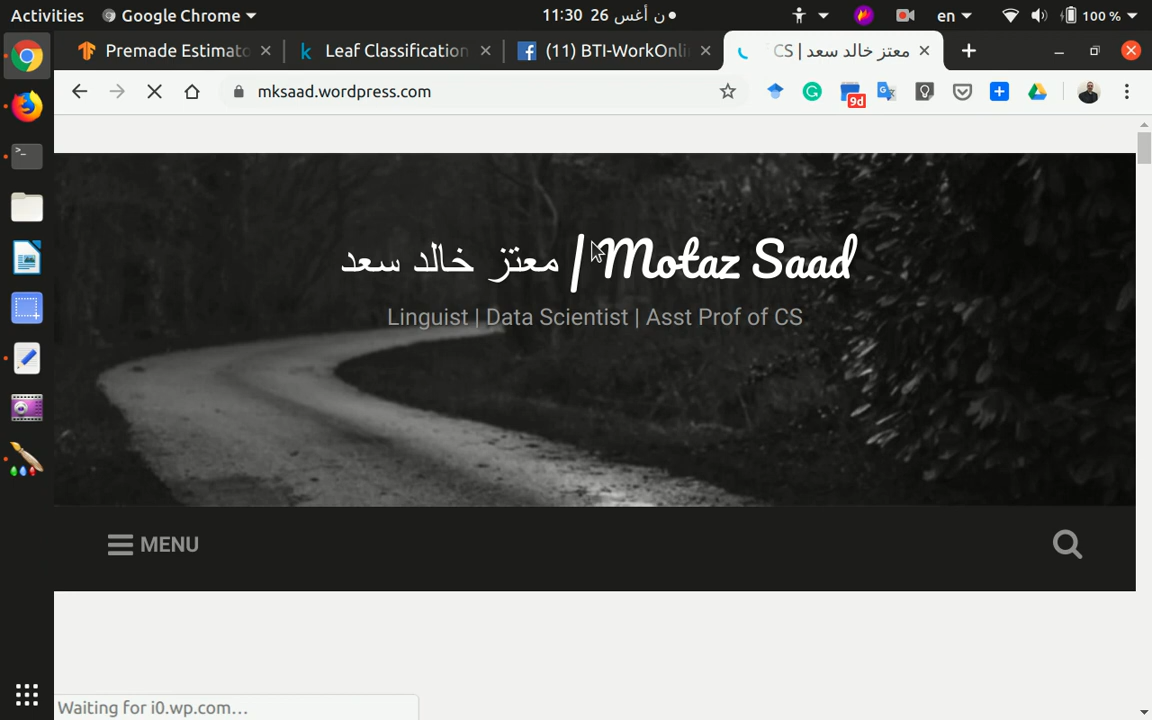 Activities Google Chrome ▾ 11:30 26 ن أغس ● en ▾ 100 % ▾
Premade Estimato × Leaf Classification × (11) BTI-WorkOnli × CS | معتز خالد سعد × +
mksaad.wordpress.com 9d
معتز خالد سعد | Motaz Saad
Linguist | Data Scientist | Asst Prof of CS
MENU
Waiting for i0.wp.com…